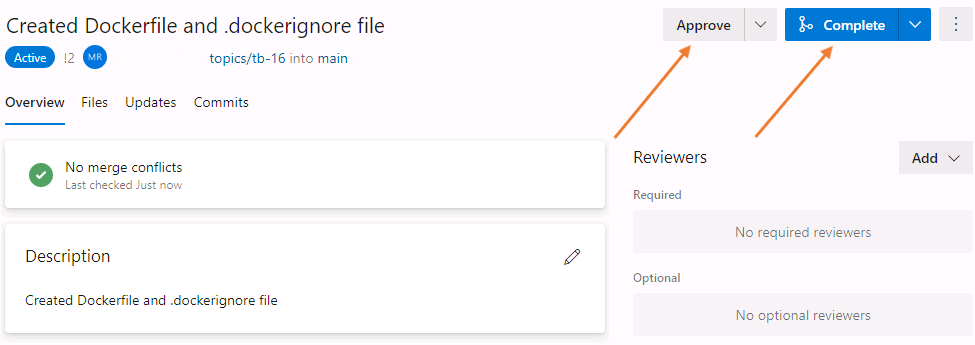 Created Dockerfile and .dockerignore file
Approve
Complete
Active !2 MR topics/tb-16 into main
Overview Files Updates Commits
No merge conflicts
Last checked Just now
Reviewers
Add
Required
No required reviewers
Description
Created Dockerfile and .dockerignore file
Optional
No optional reviewers